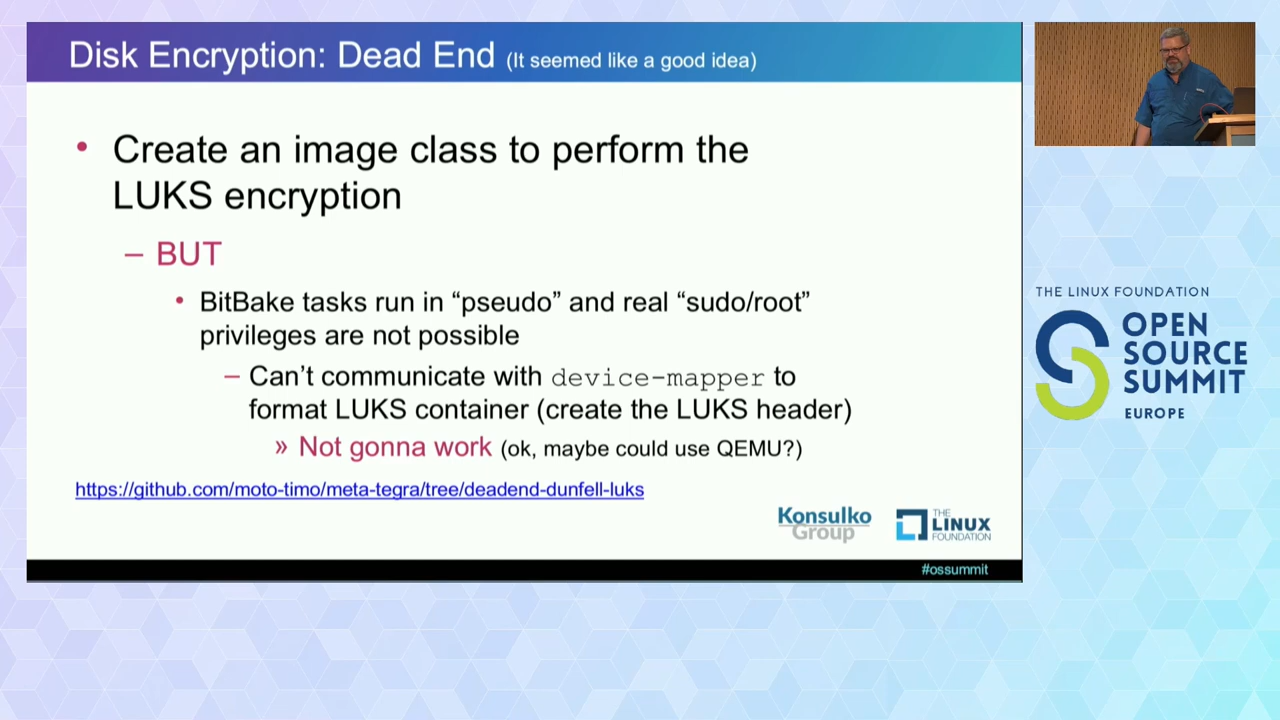 Disk Encryption: Dead End (It seemed like a good idea)
• Create an image class to perform the
LUKS encryption
– BUT
• BitBake tasks run in “pseudo” and real “sudo/root”
privileges are not possible
– Can’t communicate with device-mapper to
format LUKS container (create the LUKS header)
» Not gonna work (ok, maybe could use QEMU?)
https://github.com/moto-timo/meta-tegra/tree/deadend-dunfell-luks
Konsulko
Group
THE
LINUX
FOUNDATION
#ossummit
THE LINUX FOUNDATION
OPEN
SOURCE
SUMMIT
EUROPE